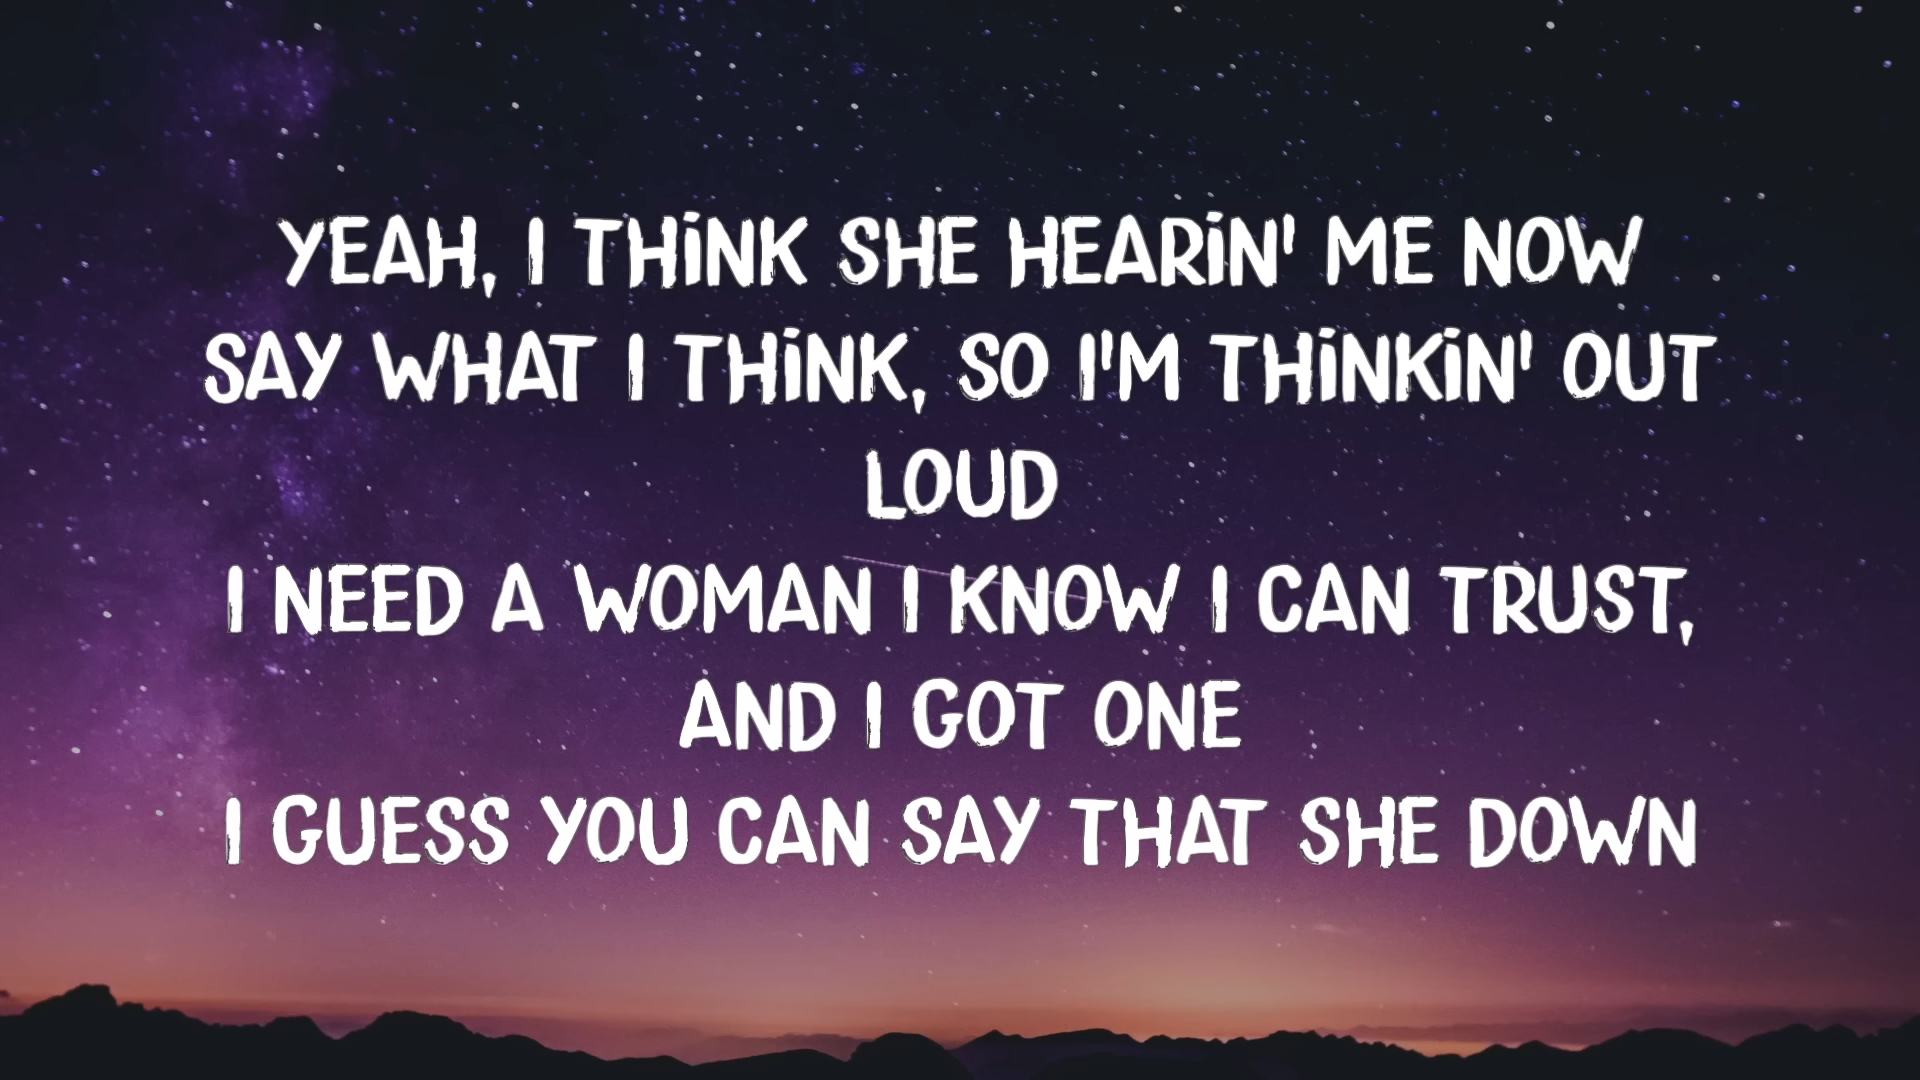 YEAH, I THINK SHE HEARIN' ME NOW
SAY WHAT I THINK, SO I'M THINKIN' OUT
LOUD
I NEED A WOMAN I KNOW I CAN TRUST,
AND I GOT ONE
I GUESS YOU CAN SAY THAT SHE DOWN